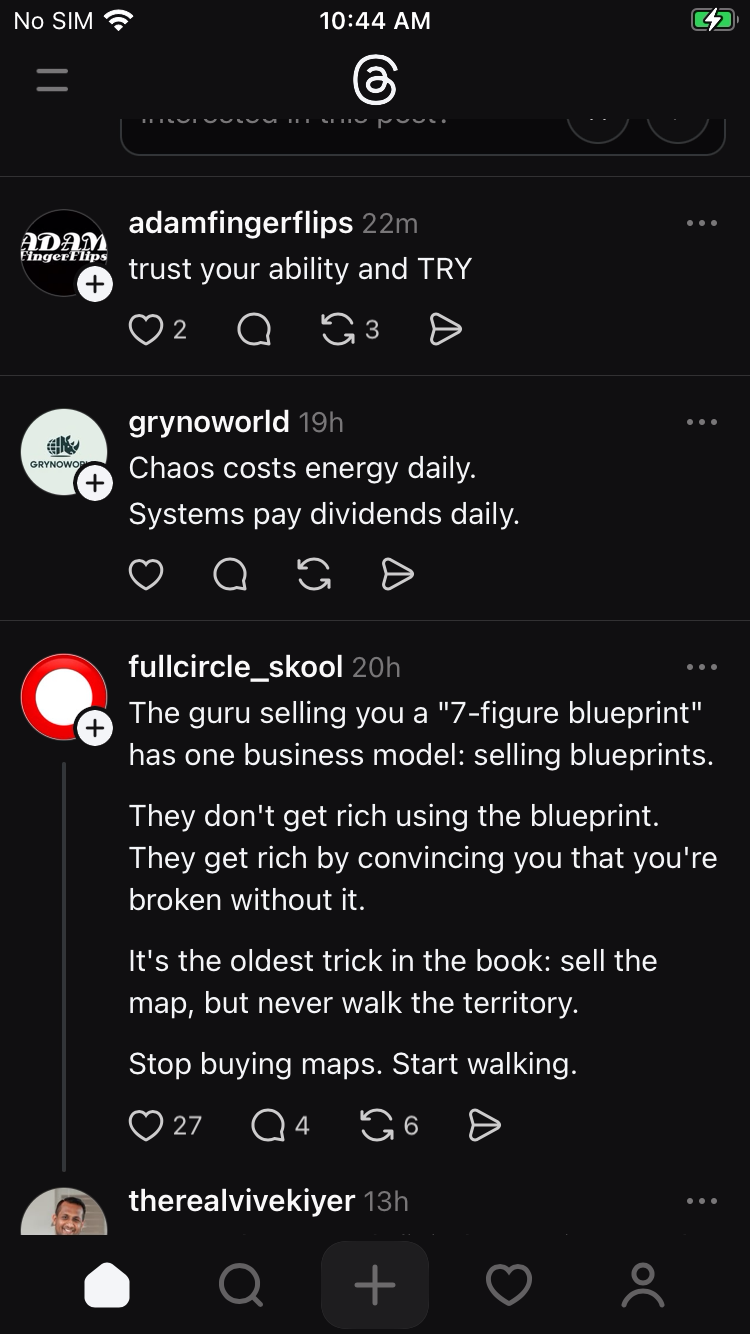 No SIM 10:44 AM
interested in this post?
adamfingerflips 22m
ADAM
FingerFlips
trust your ability and TRY
2 3
grynoworld 19h
Chaos costs energy daily.
Systems pay dividends daily.
fullcircle_skool 20h
The guru selling you a "7-figure blueprint"
has one business model: selling blueprints.
They don't get rich using the blueprint.
They get rich by convincing you that you're
broken without it.
It's the oldest trick in the book: sell the
map, but never walk the territory.
Stop buying maps. Start walking.
27 4 6
therealvivekiyer 13h